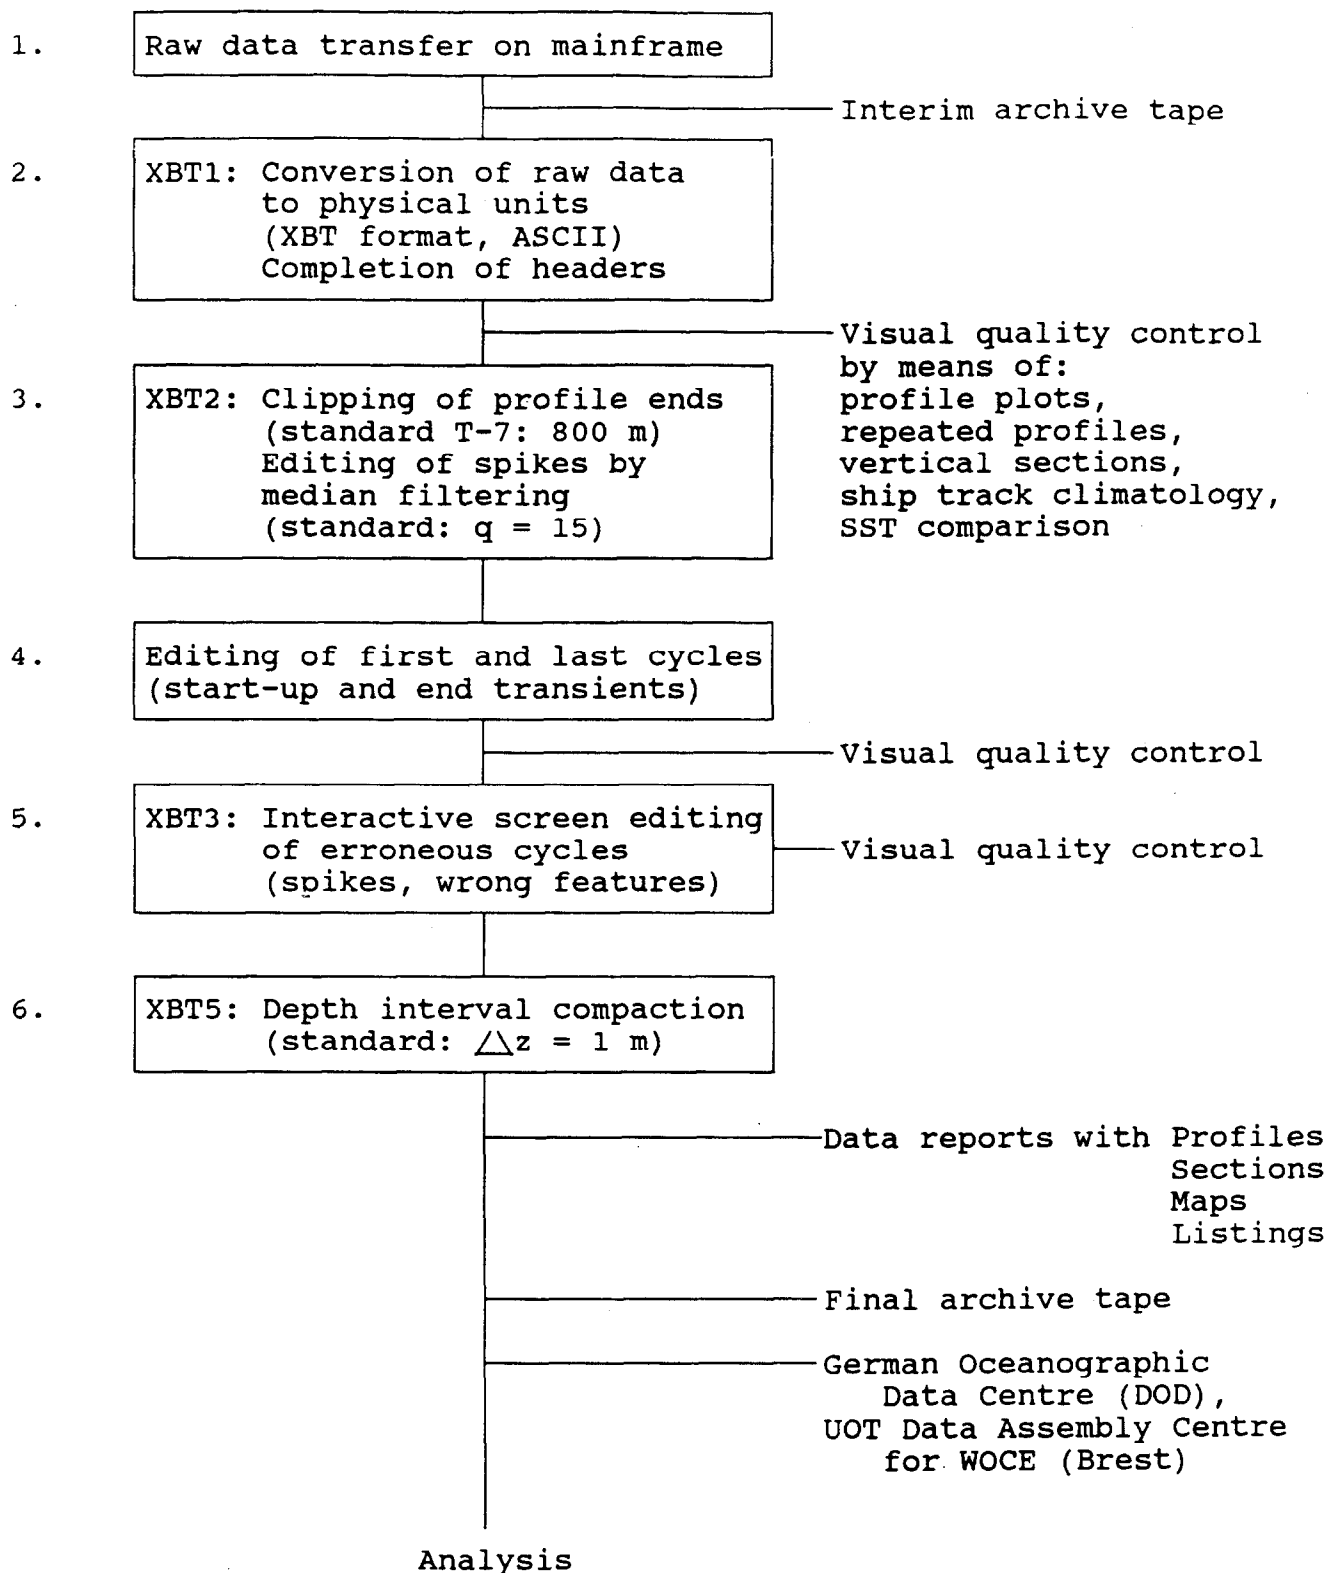 1. Raw data transfer on mainframe
Interim archive tape
2. XBT1: Conversion of raw data
to physical units
(XBT format, ASCII)
Completion of headers
Visual quality control
by means of:
profile plots,
repeated profiles,
vertical sections,
ship track climatology,
SST comparison
3. XBT2: Clipping of profile ends
(standard T-7: 800 m)
Editing of spikes by
median filtering
(standard: q = 15)
4. Editing of first and last cycles
(start-up and end transients)
Visual quality control
5. XBT3: Interactive screen editing
of erroneous cycles
(spikes, wrong features)
Visual quality control
6. XBT5: Depth interval compaction
(standard: △z = 1 m)
Data reports with Profiles
Sections
Maps
Listings
Final archive tape
German Oceanographic
Data Centre (DOD),
UOT Data Assembly Centre
for WOCE (Brest)
Analysis